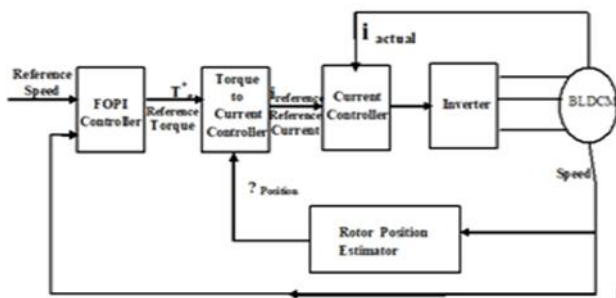 i actual
Reference
Speed
FOPI
Controller
T*e
Reference
Torque
Torque
to
Current
Controller
i reference
Reference
Current
Current
Controller
Inverter
BLDCM
Speed
? Position
Rotor Position
Estimator